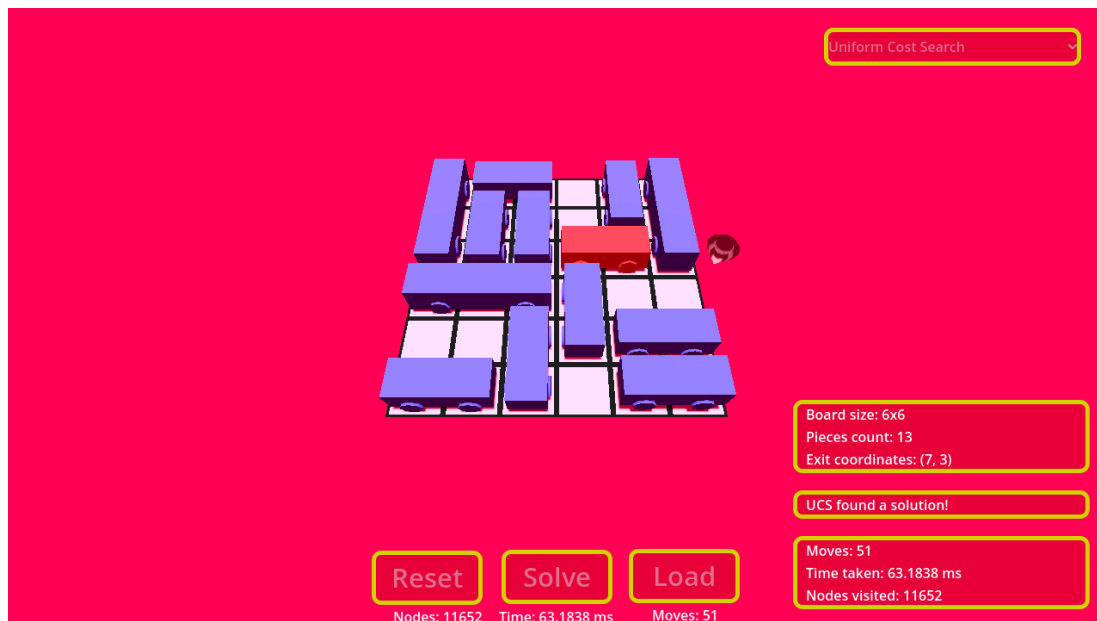 Uniform Cost Search
Board size: 6x6
Pieces count: 13
Exit coordinates: (7, 3)
UCS found a solution!
Moves: 51
Time taken: 63.1838 ms
Nodes visited: 11652
Reset
Solve
Load
Nodes: 11652
Time: 63.1838 ms
Moves: 51